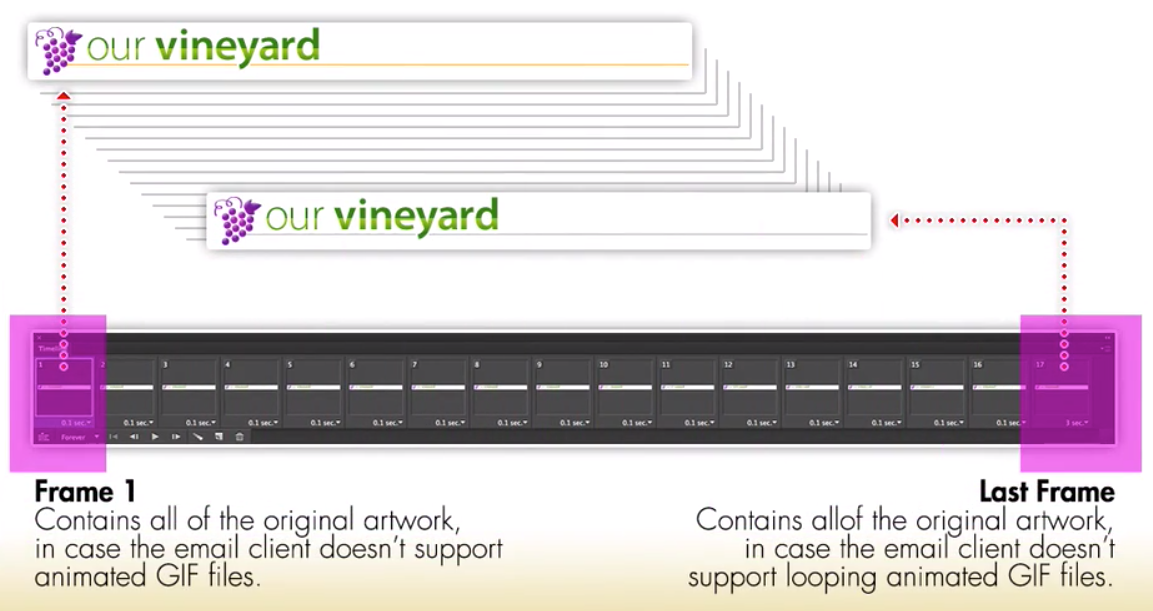 our vineyard
our vineyard
Timeline
1 2 3 4 5 6 7 8 9 10 11 12 13 14 15 16 17
0.1 sec. 0.1 sec. 0.1 sec. 0.1 sec. 0.1 sec. 0.1 sec. 0.1 sec. 0.1 sec. 0.1 sec. 0.1 sec. 0.1 sec. 0.1 sec. 0.1 sec. 0.1 sec. 0.1 sec. 0.1 sec. 3 sec.
Forever
Frame 1
Contains all of the original artwork,
in case the email client doesn't support
animated GIF files.
Last Frame
Contains allof the original artwork,
in case the email client doesn't
support looping animated GIF files.